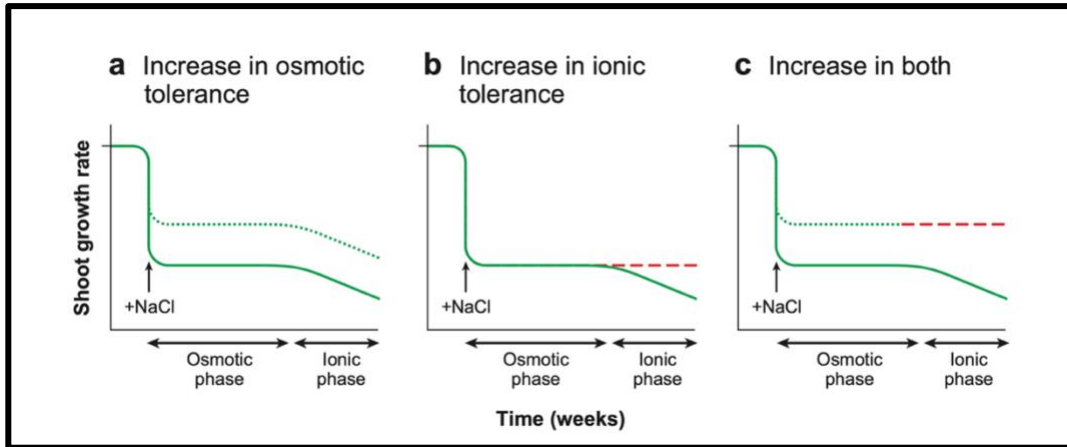 a Increase in osmotic
tolerance
b Increase in ionic
tolerance
c Increase in both
Shoot growth rate
+NaCl
+NaCl
+NaCl
Osmotic
phase
Ionic
phase
Osmotic
phase
Ionic
phase
Osmotic
phase
Ionic
phase
Time (weeks)